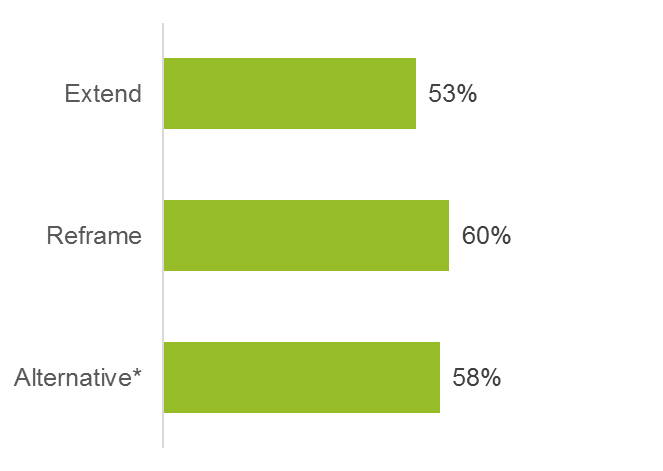 Extend 53%
Reframe 60%
Alternative* 58%